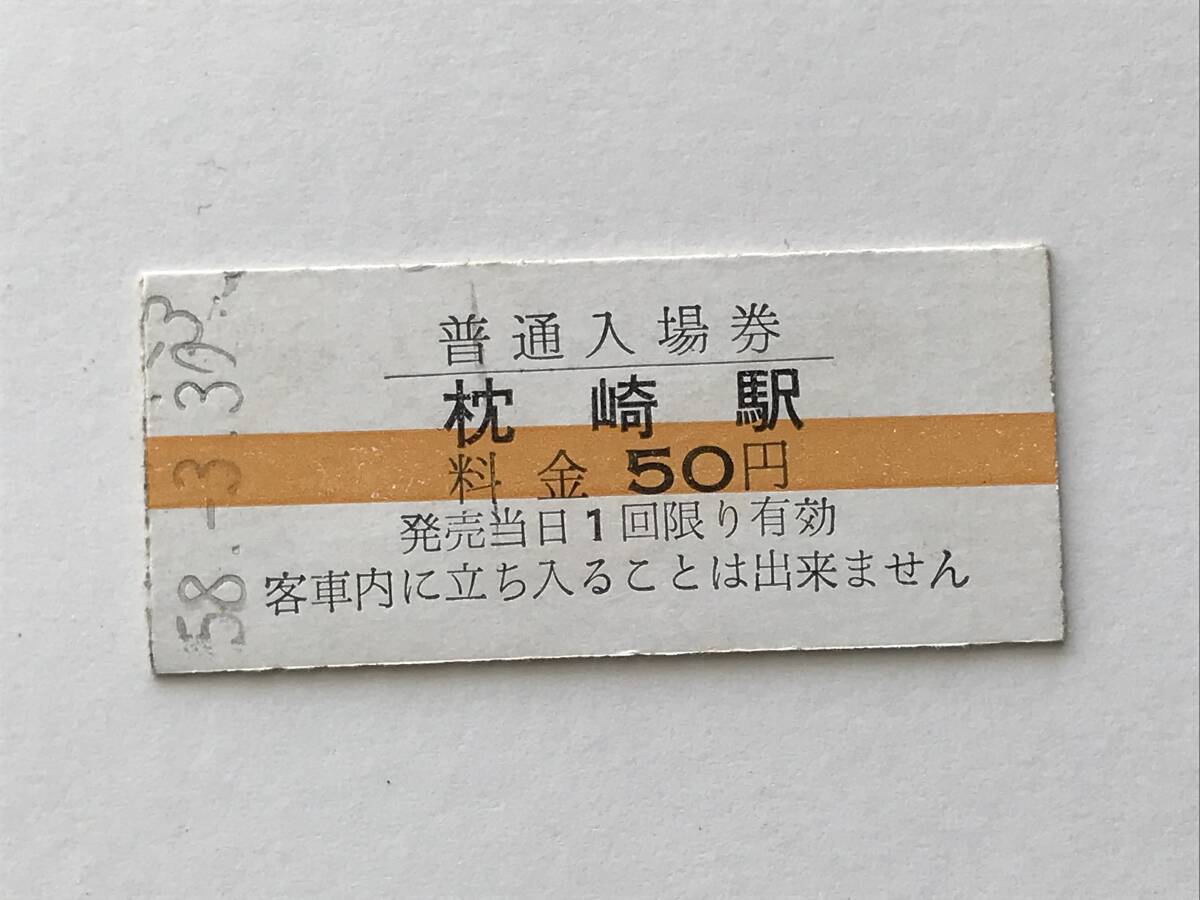 普通入場券
枕崎駅
料金 50円
発売当日1回限り有効
客車内に立ち入ることは出来ません
58.-3.